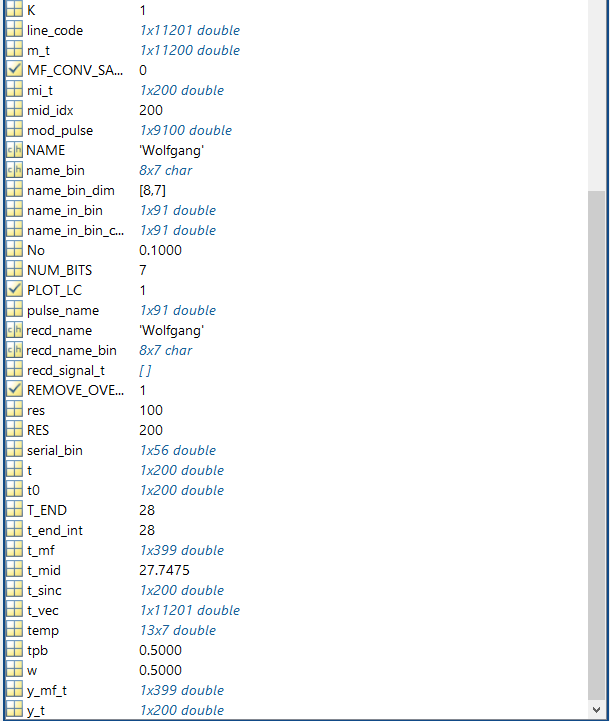 K 1
line_code 1x11201 double
m_t 1x11200 double
MF_CONV_SA... 0
mi_t 1x200 double
mid_idx 200
mod_pulse 1x9100 double
ch NAME 'Wolfgang'
ch name_bin 8x7 char
name_bin_dim [8,7]
name_in_bin 1x91 double
name_in_bin_c... 1x91 double
No 0.1000
NUM_BITS 7
PLOT_LC 1
pulse_name 1x91 double
ch recd_name 'Wolfgang'
ch recd_name_bin 8x7 char
recd_signal_t []
REMOVE_OVE... 1
res 100
RES 200
serial_bin 1x56 double
t 1x200 double
t0 1x200 double
T_END 28
t_end_int 28
t_mf 1x399 double
t_mid 27.7475
t_sinc 1x200 double
t_vec 1x11201 double
temp 13x7 double
tpb 0.5000
w 0.5000
y_mf_t 1x399 double
y_t 1x200 double